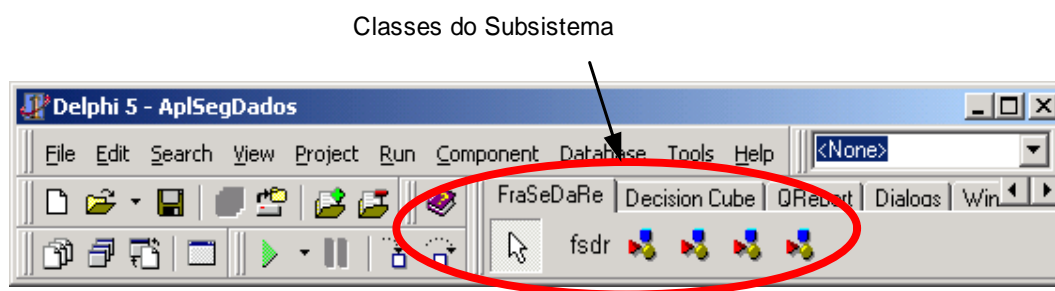 Classes do Subsistema
Delphi 5 - AplSegDados
File Edit Search View Project Run Component Database Tools Help <None>
FraSeDaRe Decision Cube QReport Dialogs Win
fsdr